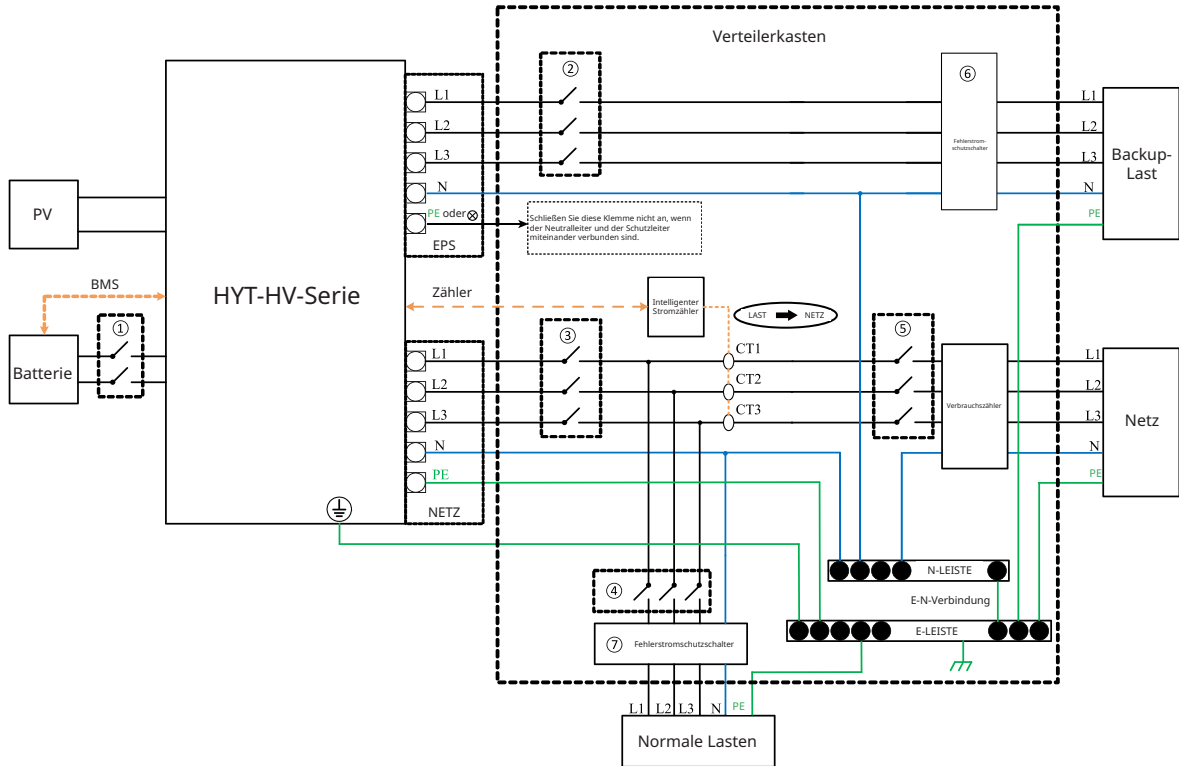 Verteilerkasten
②
⑥
L1
L2
L3
N
PE oder ⊗
EPS
Fehlerstrom-
schutzschalter
L1
L2
L3
N
PE
Backup-
Last
Schließen Sie diese Klemme nicht an, wenn
der Neutralleiter und der Schutzleiter
miteinander verbunden sind.
PV
BMS
HYT-HV-Serie
Zähler
Intelligenter
Stromzähler
LAST
NETZ
①
Batterie
③
⑤
L1
L2
L3
N
PE
NETZ
CT1
CT2
CT3
Verbrauchszähler
L1
L2
L3
N
PE
Netz
N-LEISTE
E-N-Verbindung
E-LEISTE
④
⑦
Fehlerstromschutzschalter
L1
L2
L3
N
PE
Normale Lasten